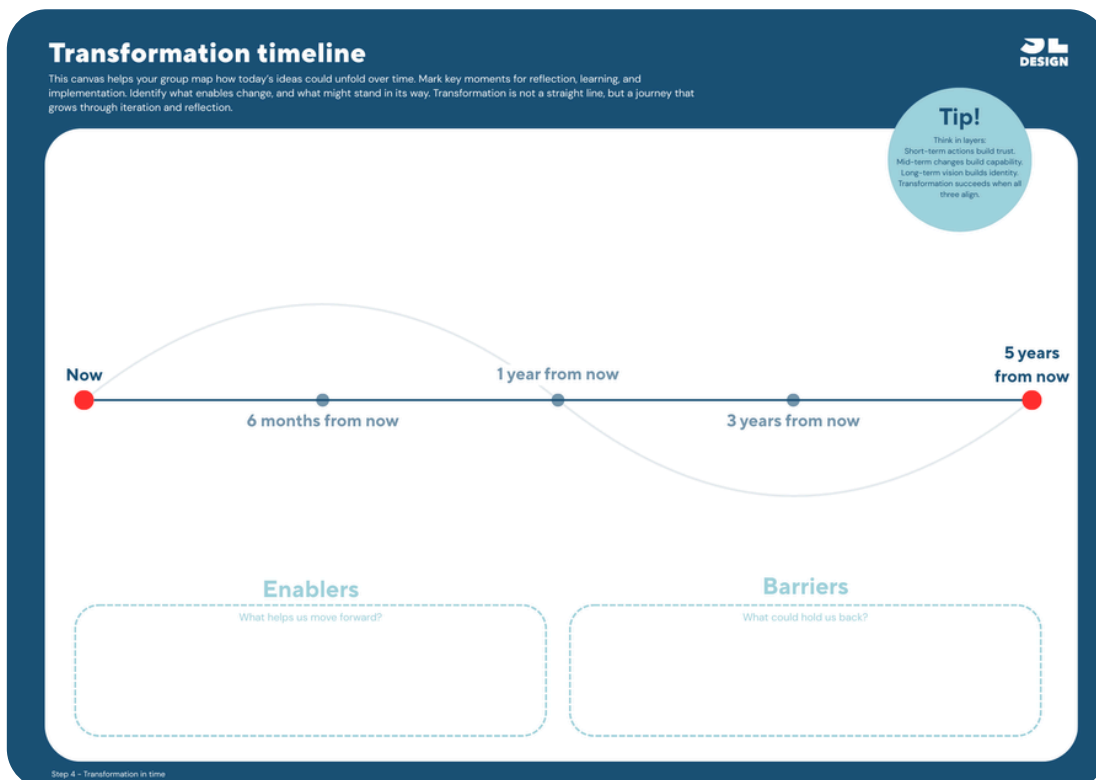 Transformation timeline
This canvas helps your group map how today's ideas could unfold over time. Mark key moments for reflection, learning, and
implementation. Identify what enables change, and what might stand in its way. Transformation is not a straight line, but a journey that
grows through iteration and reflection.
JL
DESIGN
Tip!
Think in layers:
Short-term actions build trust.
Mid-term changes build capability.
Long-term vision builds identity.
Transformation succeeds when all
three align.
Now
6 months from now
1 year from now
3 years from now
5 years
from now
Enablers
What helps us move forward?
Barriers
What could hold us back?
Step 4 - Transformation in time